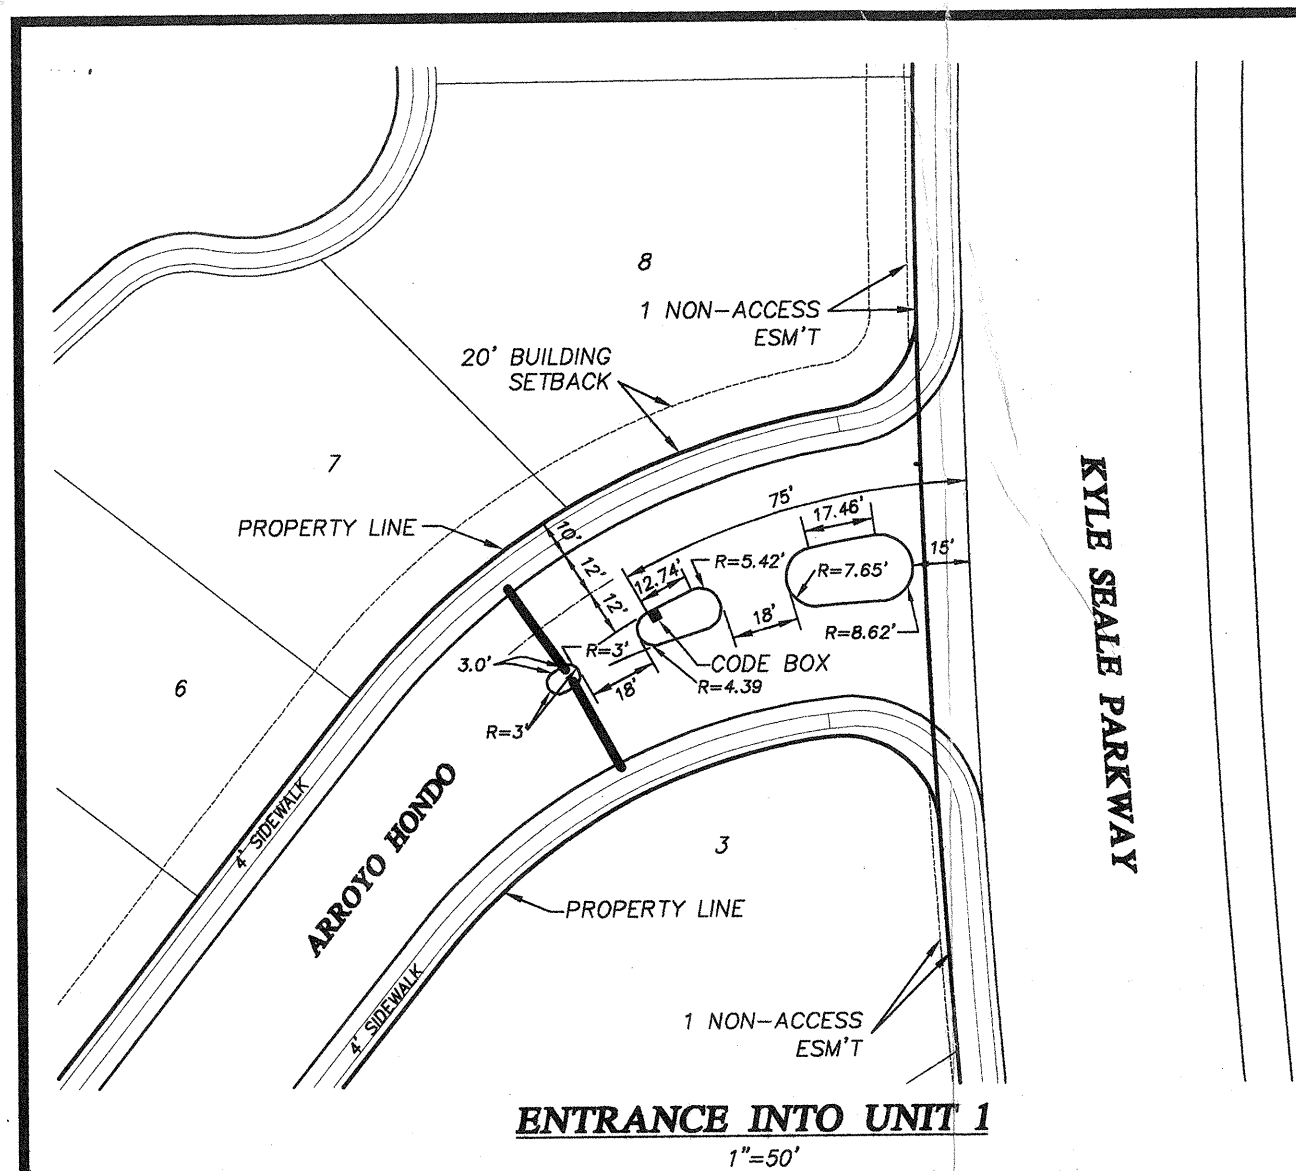 8
1 NON-ACCESS
ESM'T
20' BUILDING
SETBACK
7
PROPERTY LINE
10'
12'
12'
75'
17.46'
15'
12.74'
R=5.42'
R=7.65'
18'
R=8.62'
R=3'
3.0'
CODE BOX
R=4.39
18'
R=3'
6
KYLE SEALE PARKWAY
4' SIDEWALK
ARROYO HONDO
3
PROPERTY LINE
4' SIDEWALK
1 NON-ACCESS
ESM'T
ENTRANCE INTO UNIT 1
1"=50'